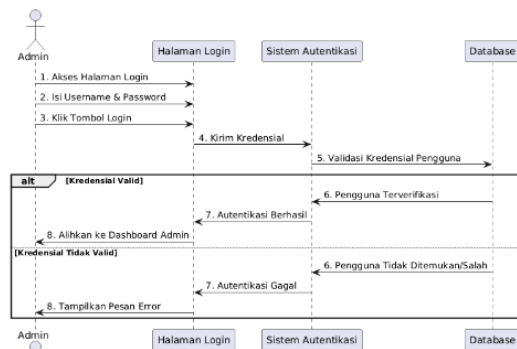 Admin
Halaman Login
Sistem Autentikasi
Database
1. Akses Halaman Login
2. Isi Username & Password
3. Klik Tombol Login
4. Kirim Kredensial
5. Validasi Kredensial Pengguna
alt [Kredensial Valid]
6. Pengguna Terverifikasi
7. Autentikasi Berhasil
8. Alihkan ke Dashboard Admin
[Kredensial Tidak Valid]
6. Pengguna Tidak Ditemukan/Salah
7. Autentikasi Gagal
8. Tampilkan Pesan Error
Admin
Halaman Login
Sistem Autentikasi
Database